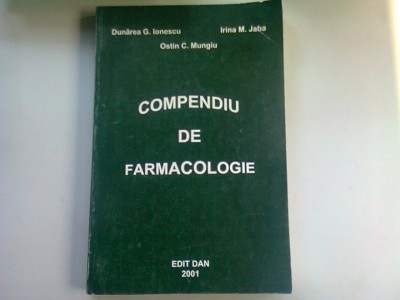 Dunărea G. Ionescu Irina M. Jaba
Ostin C. Mungiu
COMPENDIU
DE
FARMACOLOGIE
EDIT DAN
2001